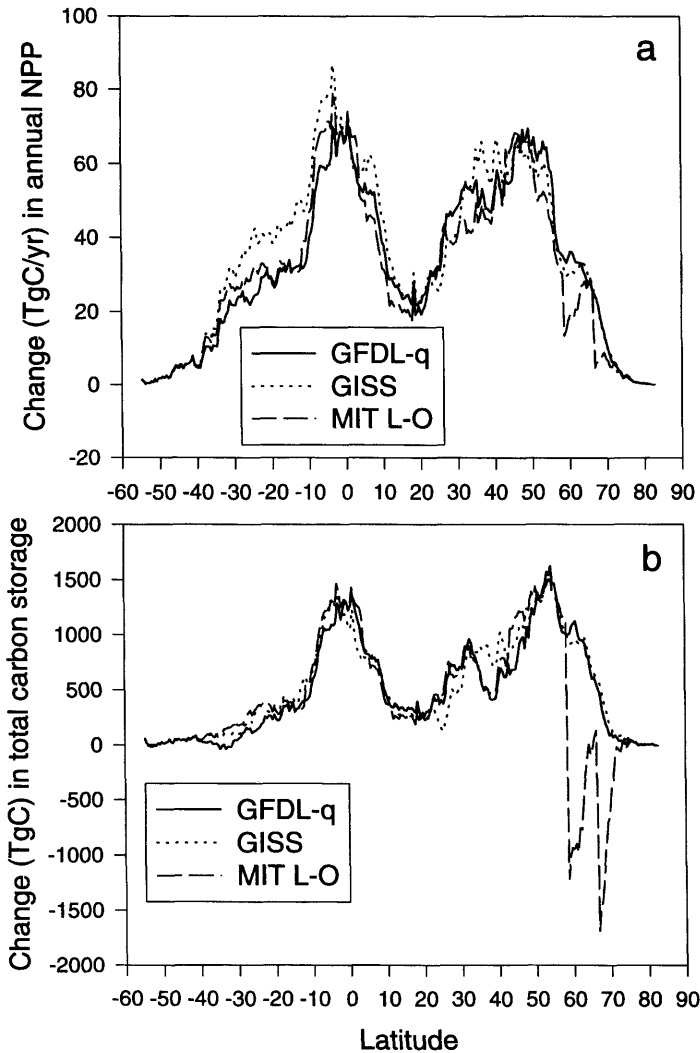 a
Change (TgC/yr) in annual NPP
100
80
60
40
20
0
-20
GFDL-q
GISS
MIT L-O
-60 -50 -40 -30 -20 -10 0 10 20 30 40 50 60 70 80 90
b
Change (TgC) in total carbon storage
2000
1500
1000
500
0
-500
-1000
-1500
-2000
GFDL-q
GISS
MIT L-O
-60 -50 -40 -30 -20 -10 0 10 20 30 40 50 60 70 80 90
Latitude